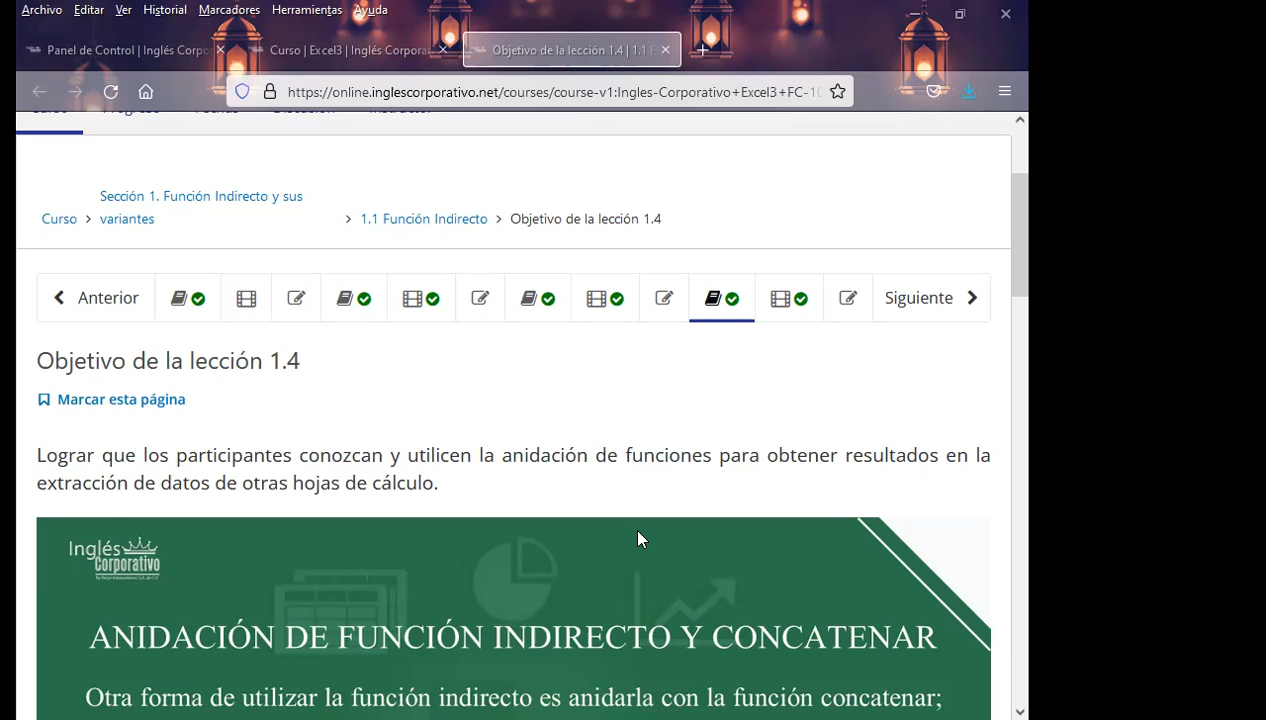 Archivo Editar Ver Historial Marcadores Herramientas Ayuda
Panel de Control | Inglés Corpo
Curso | Excel3 | Inglés Corpora
Objetivo de la lección 1.4 | 1.1 F
https://online.inglescorporativo.net/courses/course-v1:Ingles-Corporativo+Excel3+FC-10
Curso Progreso
Sección 1. Función Indirecto y sus
Curso > variantes > 1.1 Función Indirecto > Objetivo de la lección 1.4
Anterior Siguiente
Objetivo de la lección 1.4
Marcar esta página
Lograr que los participantes conozcan y utilicen la anidación de funciones para obtener resultados en la
extracción de datos de otras hojas de cálculo.
Inglés
Corporativo
ANIDACIÓN DE FUNCIÓN INDIRECTO Y CONCATENAR
Otra forma de utilizar la función indirecto es anidarla con la función concatenar;